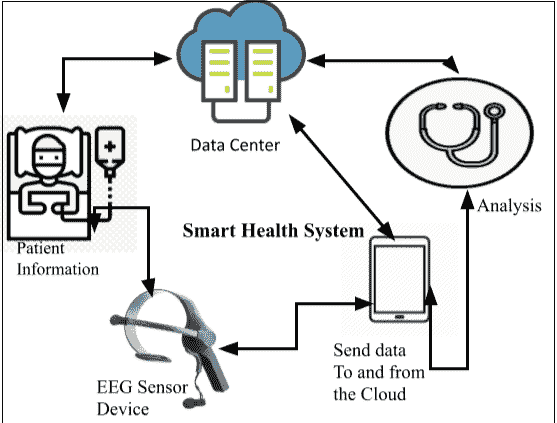 Data Center
Analysis
Smart Health System
Patient
Information
Send data
To and from
the Cloud
EEG Sensor
Device